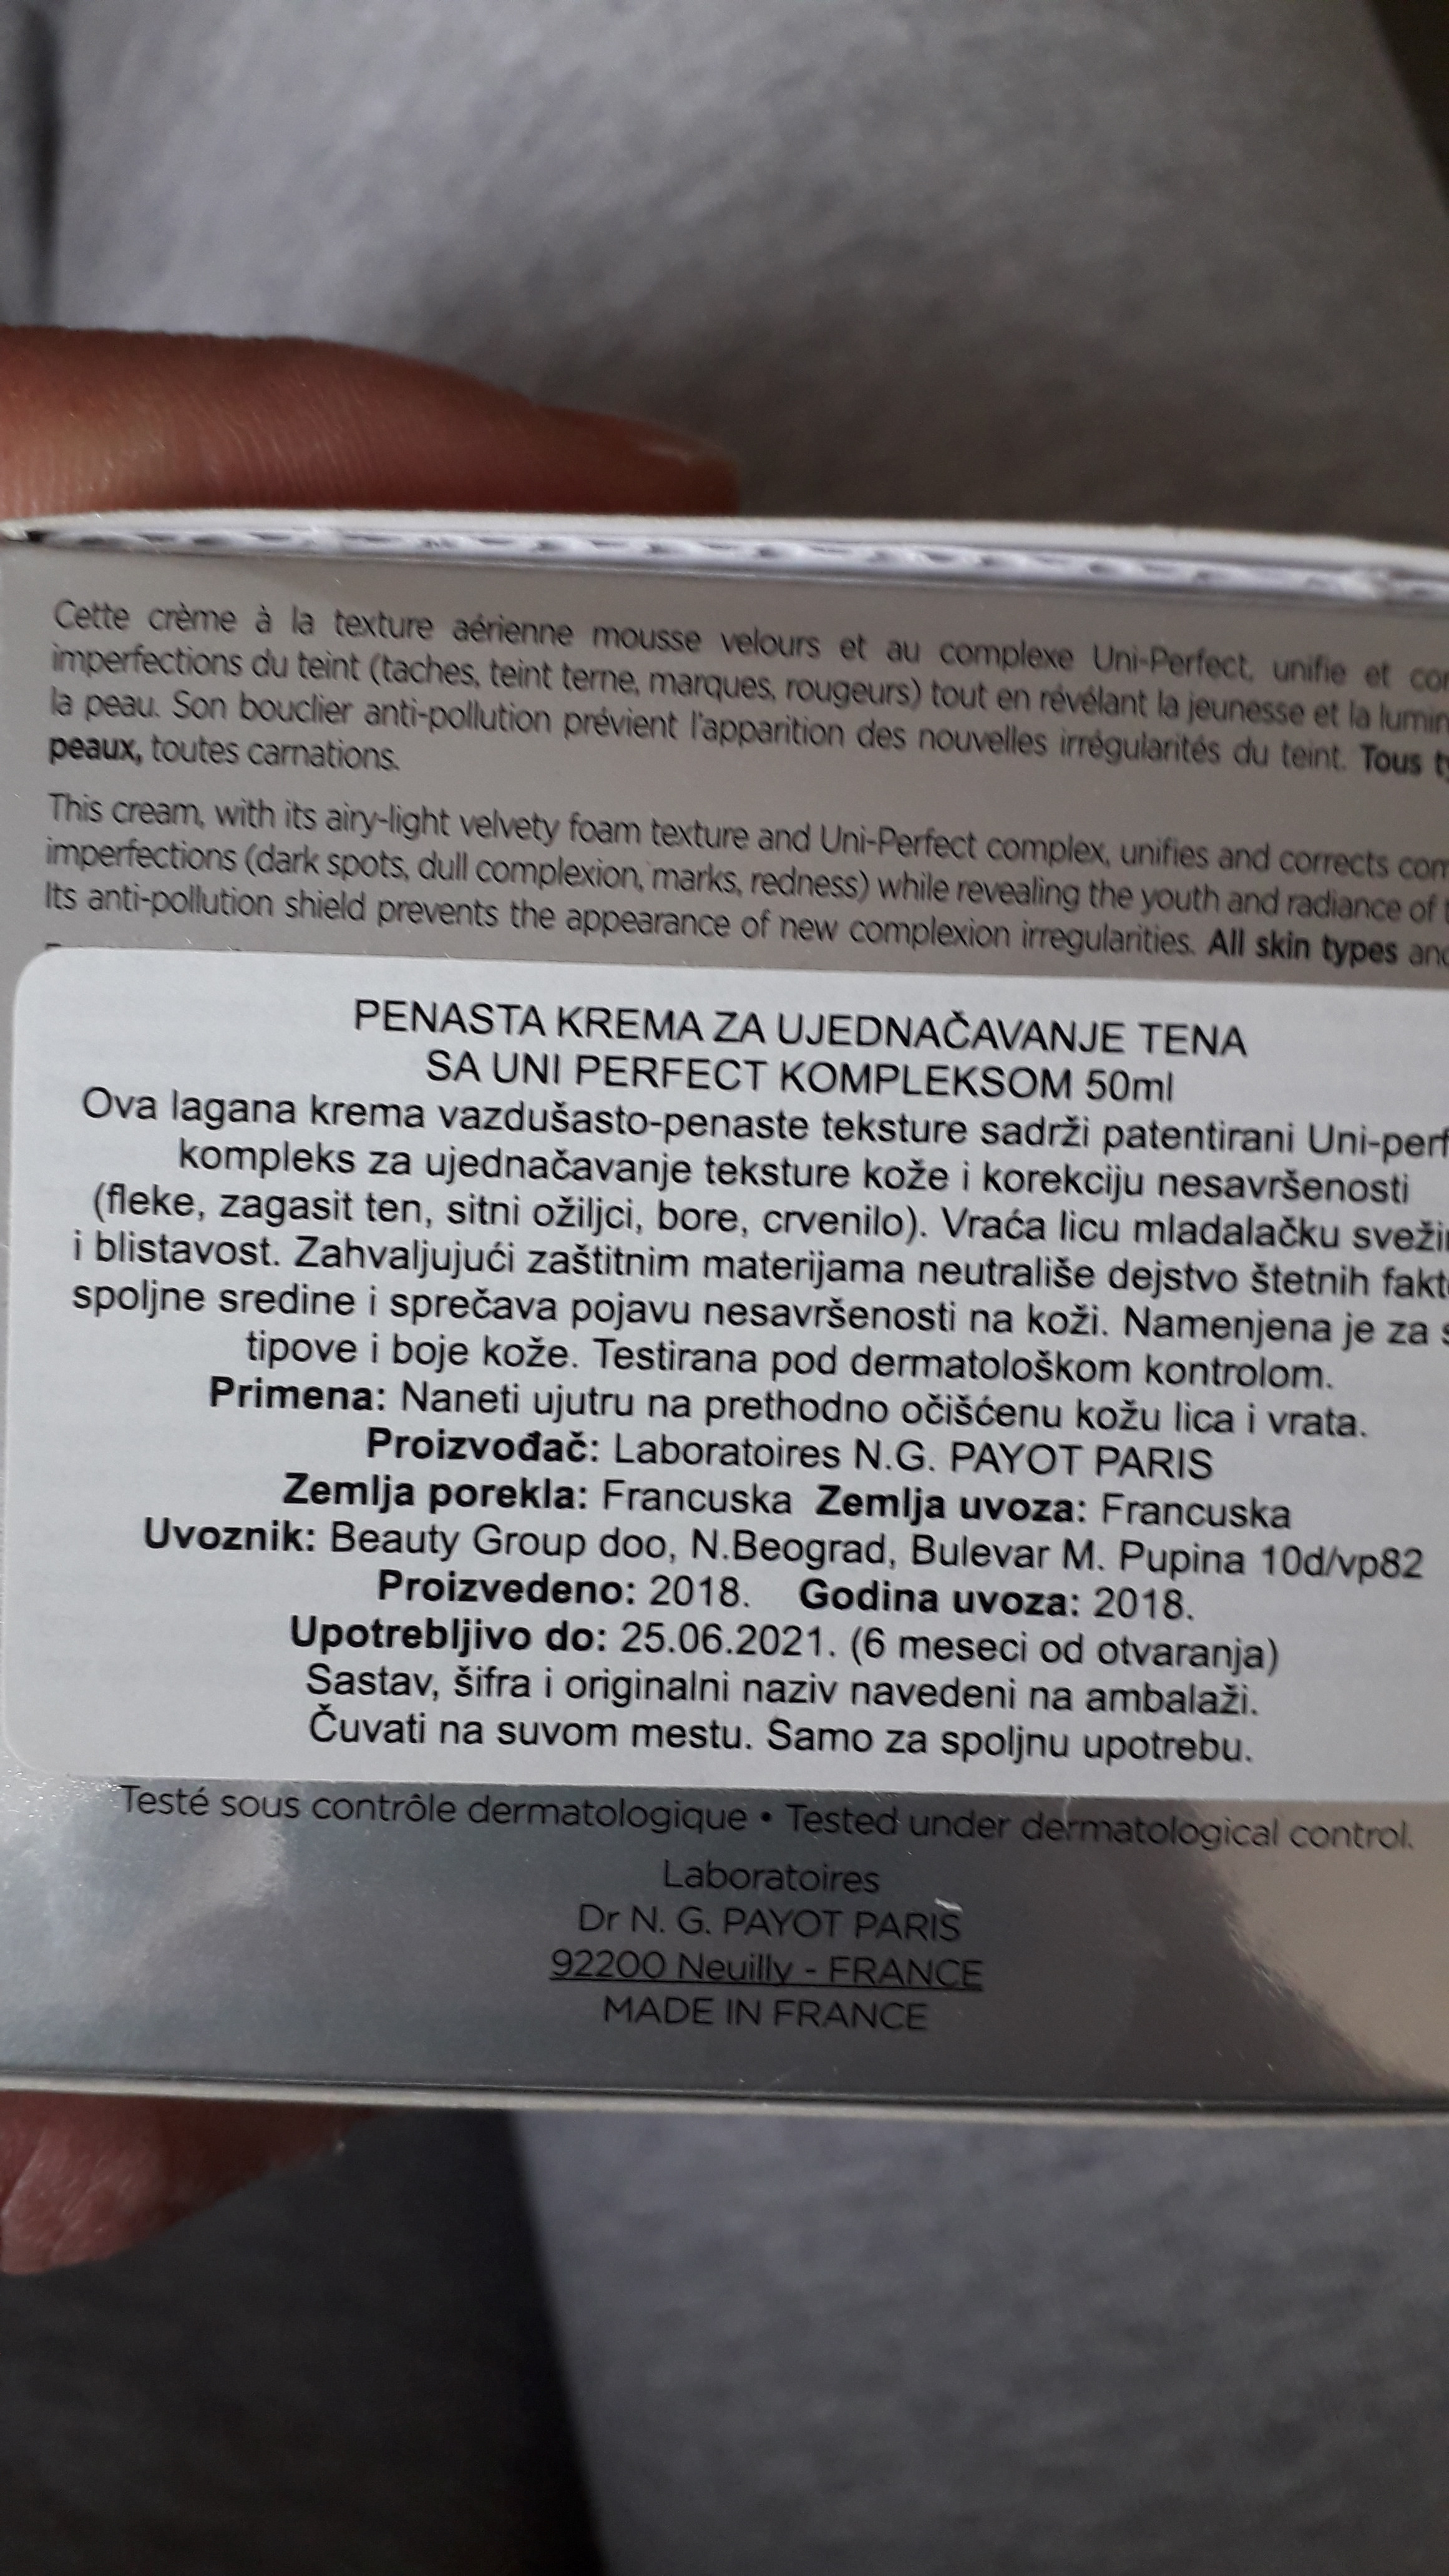 Cette crème à la texture aérienne mousse velours et au complexe Uni-Perfect, unifie et
imperfections du teint (taches, teint terne, marques, rougeurs) tout en révélant la jeunesse et la
la peau. Son bouclier anti-pollution prévient l'apparition des nouvelles irrégularités du teint. Tous
peaux, toutes carnations.
This cream, with its airy-light velvety foam texture and Uni-Perfect complex, unifies and corrects
imperfections (dark spots, dull complexion, marks, redness) while revealing the youth and radiance of
Its anti-pollution shield prevents the appearance of new complexion irregularities. All skin types
PENASTA KREMA ZA UJEDNAČAVANJE TENA
SA UNI PERFECT KOMPLEKSOM 50ml
Ova lagana krema vazdušasto-penaste teksture sadrži patentirani
kompleks za ujednačavanje teksture kože i korekciju nesavršenosti
(fleke, zagasit ten, sitni ožiljci, bore, crvenilo). Vraća licu mladalačku
i blistavost. Zahvaljujući zaštitnim materijama neutrališe dejstvo štetnih
spoljne sredine i sprečava pojavu nesavršenosti na koži. Namenjena je za
tipove i boje kože. Testirana pod dermatološkom kontrolom.
Primena: Naneti ujutru na prethodno očišćenu kožu lica i vrata.
Proizvođač: Laboratoires N.G. PAYOT PARIS
Zemlja porekla: Francuska Zemlja uvoza: Francuska
Uvoznik: Beauty Group doo, N.Beograd, Bulevar M. Pupina 10d/vp82
Proizvedeno: 2018. Godina uvoza: 2018.
Upotrebljivo do: 25.06.2021. (6 meseci od otvaranja)
Sastav, šifra i originalni naziv navedeni na ambalaži.
Čuvati na suvom mestu. Samo za spoljnu upotrebu.
Testé sous contrôle dermatologique • Tested under dermatological control.
Laboratoires
Dr N. G. PAYOT PARIS
92200 Neuilly - FRANCE
MADE IN FRANCE